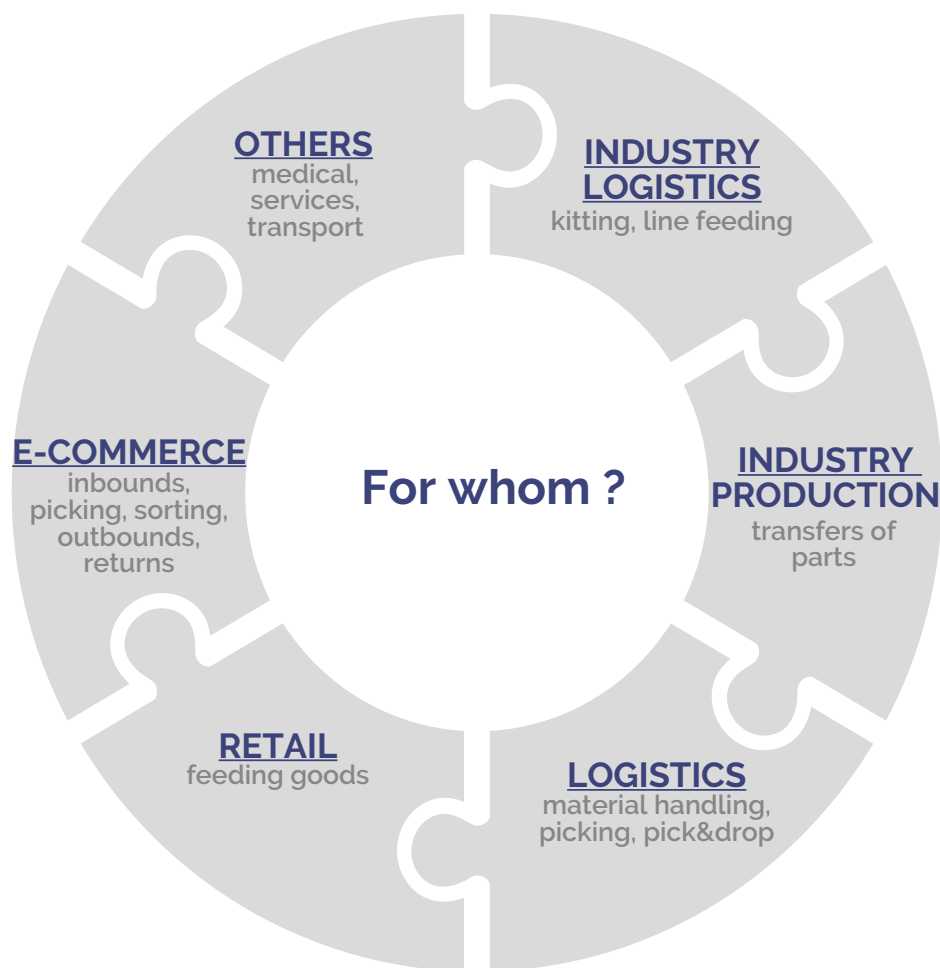 OTHERS
medical,
services,
transport
INDUSTRY
LOGISTICS
kitting, line feeding
E-COMMERCE
inbounds,
picking, sorting,
outbounds,
returns
For whom ?
INDUSTRY
PRODUCTION
transfers of
parts
RETAIL
feeding goods
LOGISTICS
material handling,
picking, pick&drop